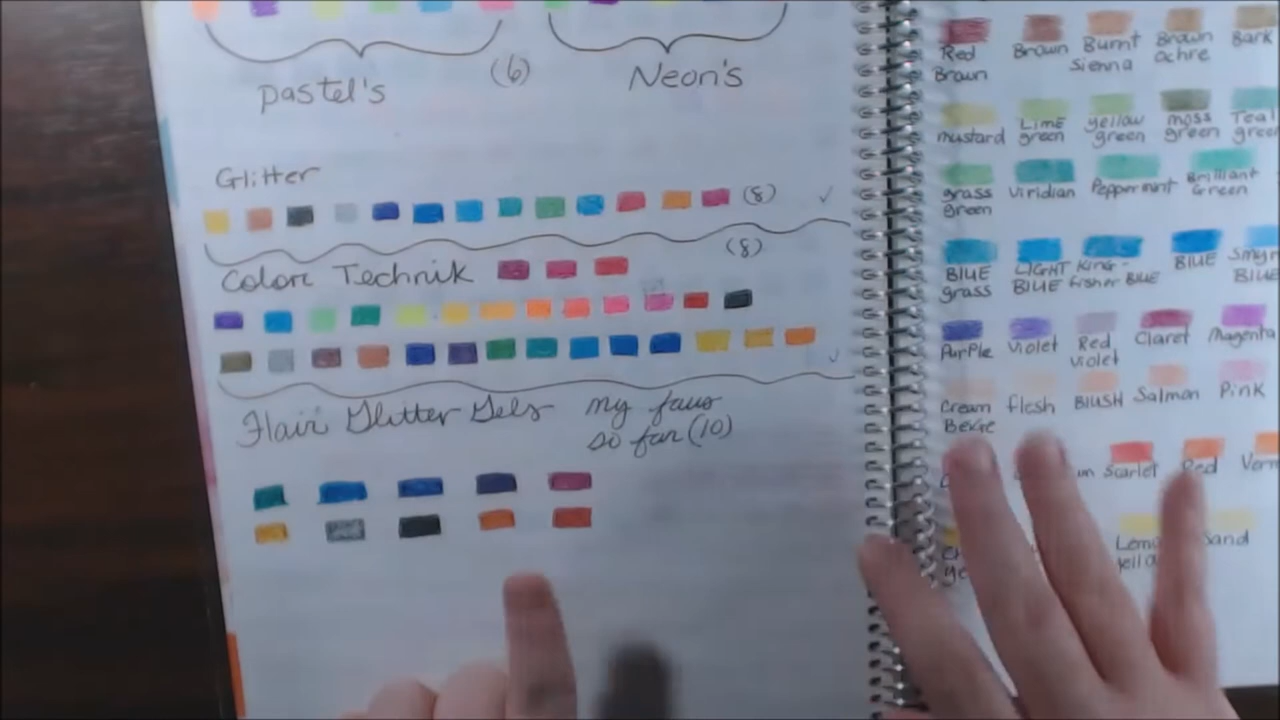 (6)
pastel's
Neon's
Glitter
(8)
(8)
Color Technik
Flair Glitter Gels
my favs
so far (10)
Red
Brown
Brown
Burnt
Sienna
Brown
ochre
Bark
mustard
Lime
green
yellow
green
moss
green
Teal
green
grass
green
Viridian
Peppermint
Brilliant
Green
BLUE
grass
LIGHT
BLUE
King-
fisher BLUE
BLUE
BLUE
PurPle
Violet
Red
violet
Claret
Magenta
Cream
Beige
flesh
BlUSH
Salmon
Pink
Scarlet
Red
Sand